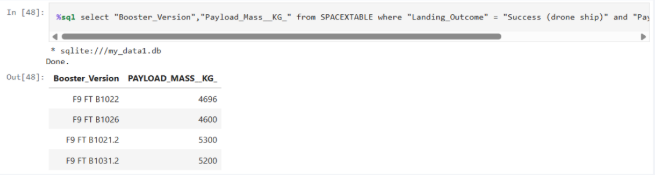 In [48]: %sql select "Booster_Version","Payload_Mass__KG_" from SPACEXTABLE where "Landing_Outcome" = "Success (drone ship)" and "Pay
* sqlite:///my_data1.db
Done.
Out[48]: Booster_Version PAYLOAD_MASS__KG_
F9 FT B1022 4696
F9 FT B1026 4600
F9 FT B1021.2 5300
F9 FT B1031.2 5200